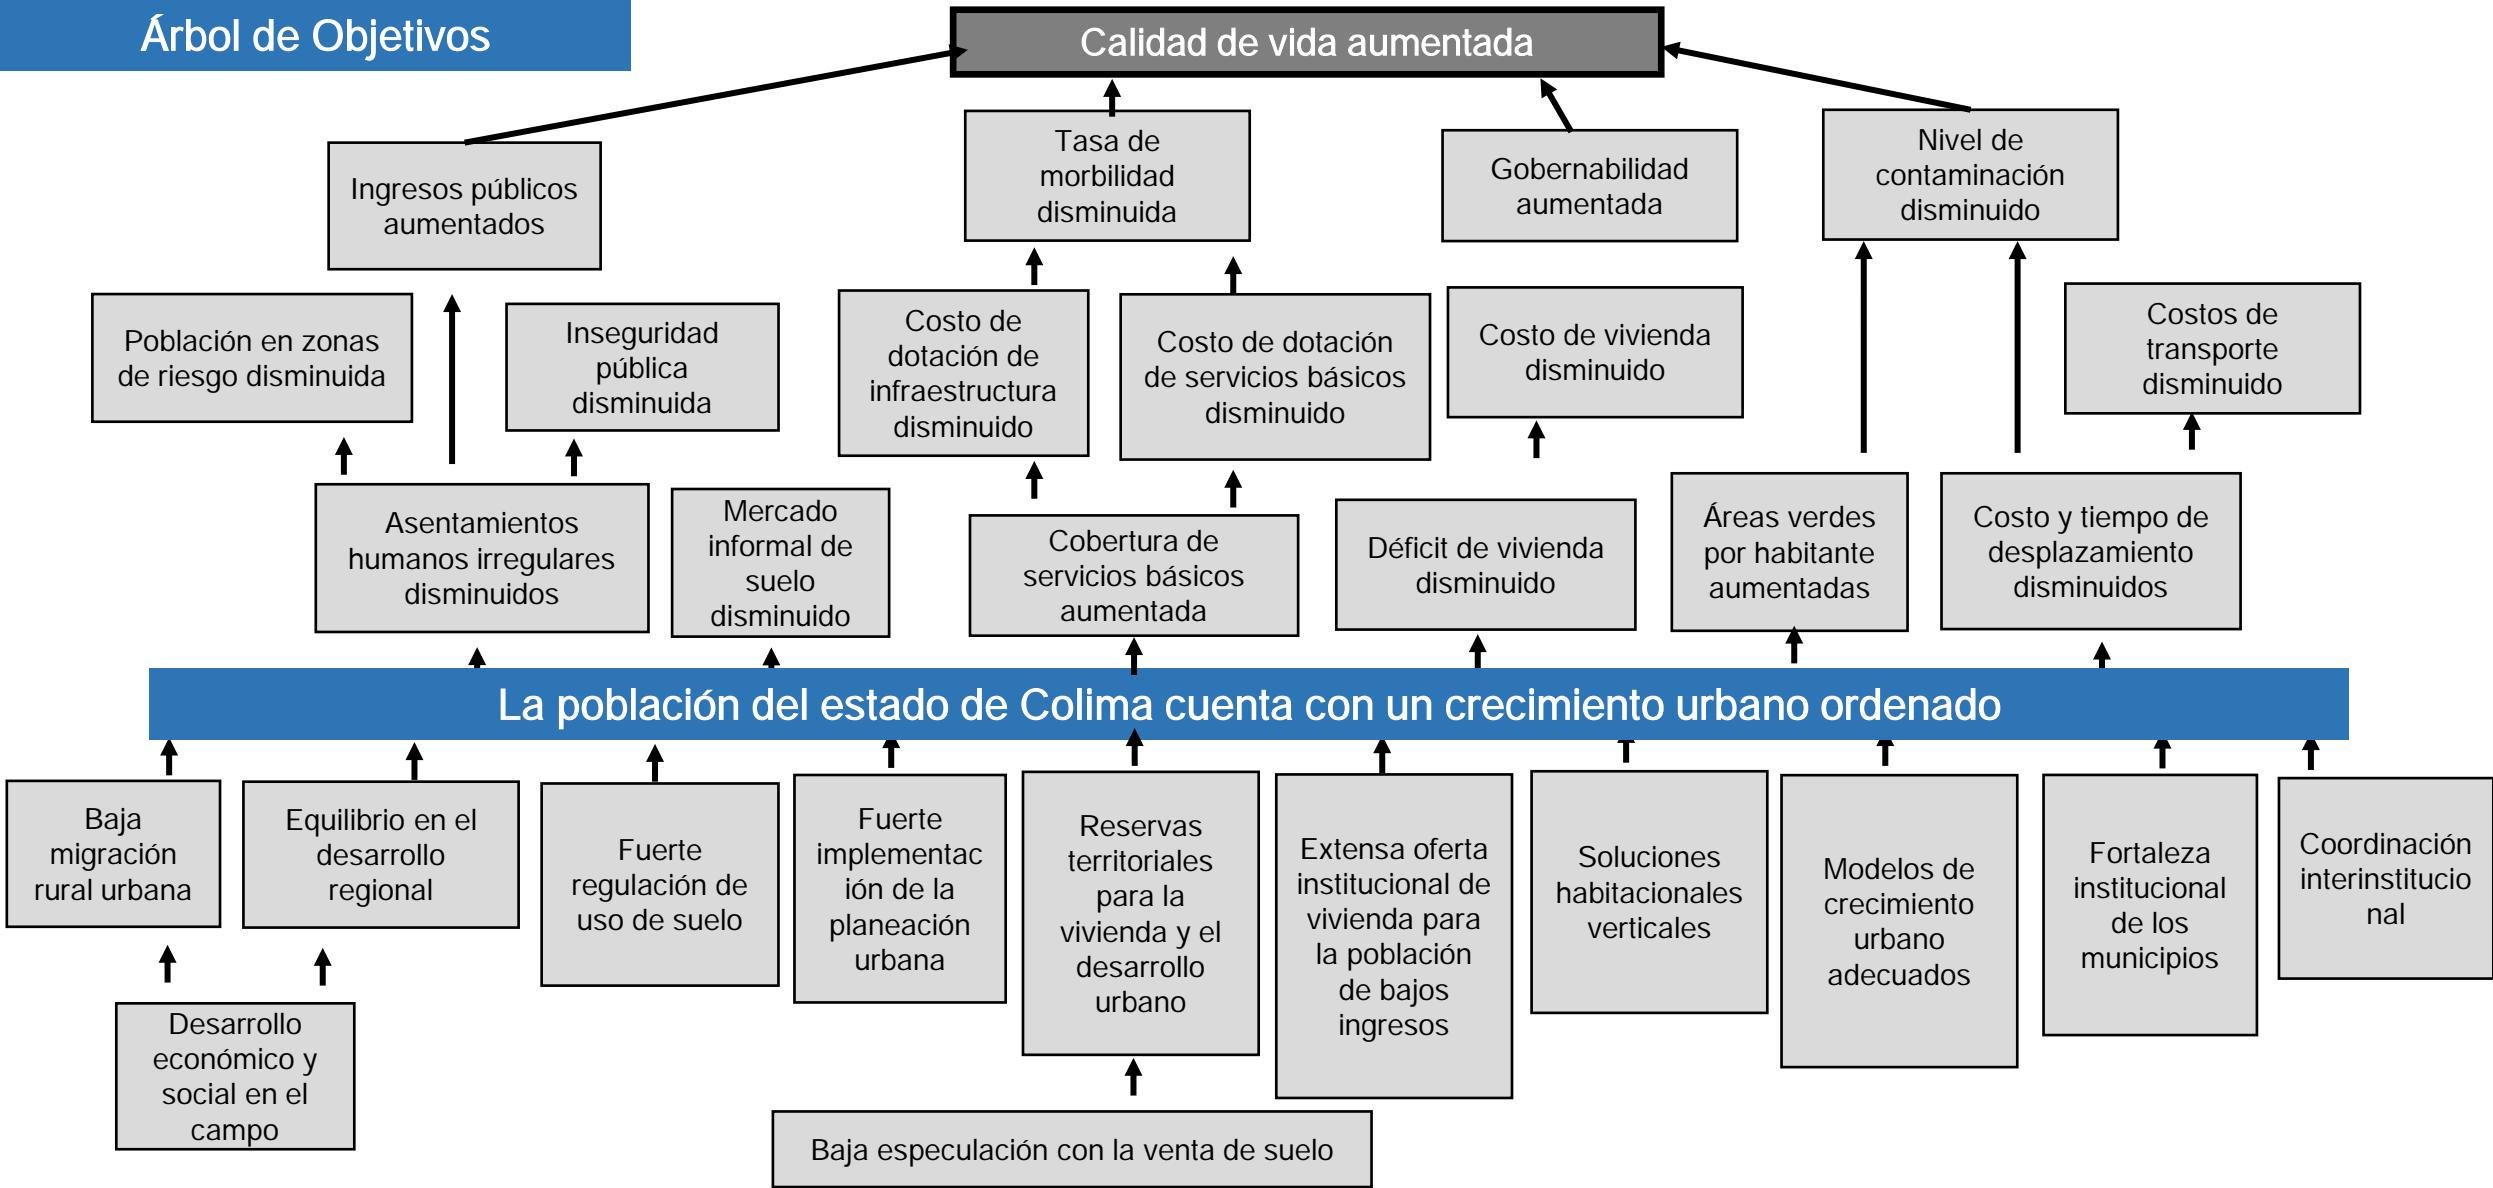 Árbol de Objetivos
Calidad de vida aumentada
Ingresos públicos
aumentados
Tasa de
morbilidad
disminuida
Gobernabilidad
aumentada
Nivel de
contaminación
disminuido
Población en zonas
de riesgo disminuida
Inseguridad
pública
disminuida
Costo de
dotación de
infraestructura
disminuido
Costo de dotación
de servicios básicos
disminuido
Costo de vivienda
disminuido
Costos de
transporte
disminuido
Asentamientos
humanos irregulares
disminuidos
Mercado
informal de
suelo
disminuido
Cobertura de
servicios básicos
aumentada
Déficit de vivienda
disminuido
Áreas verdes
por habitante
aumentadas
Costo y tiempo de
desplazamiento
disminuidos
La población del estado de Colima cuenta con un crecimiento urbano ordenado
Baja
migración
rural urbana
Equilibrio en el
desarrollo
regional
Fuerte
regulación de
uso de suelo
Fuerte
implementac
ión de la
planeación
urbana
Reservas
territoriales
para la
vivienda y el
desarrollo
urbano
Extensa oferta
institucional de
vivienda para
la población
de bajos
ingresos
Soluciones
habitacionales
verticales
Modelos de
crecimiento
urbano
adecuados
Fortaleza
institucional
de los
municipios
Coordinación
interinstitucio
nal
Desarrollo
económico y
social en el
campo
Baja especulación con la venta de suelo